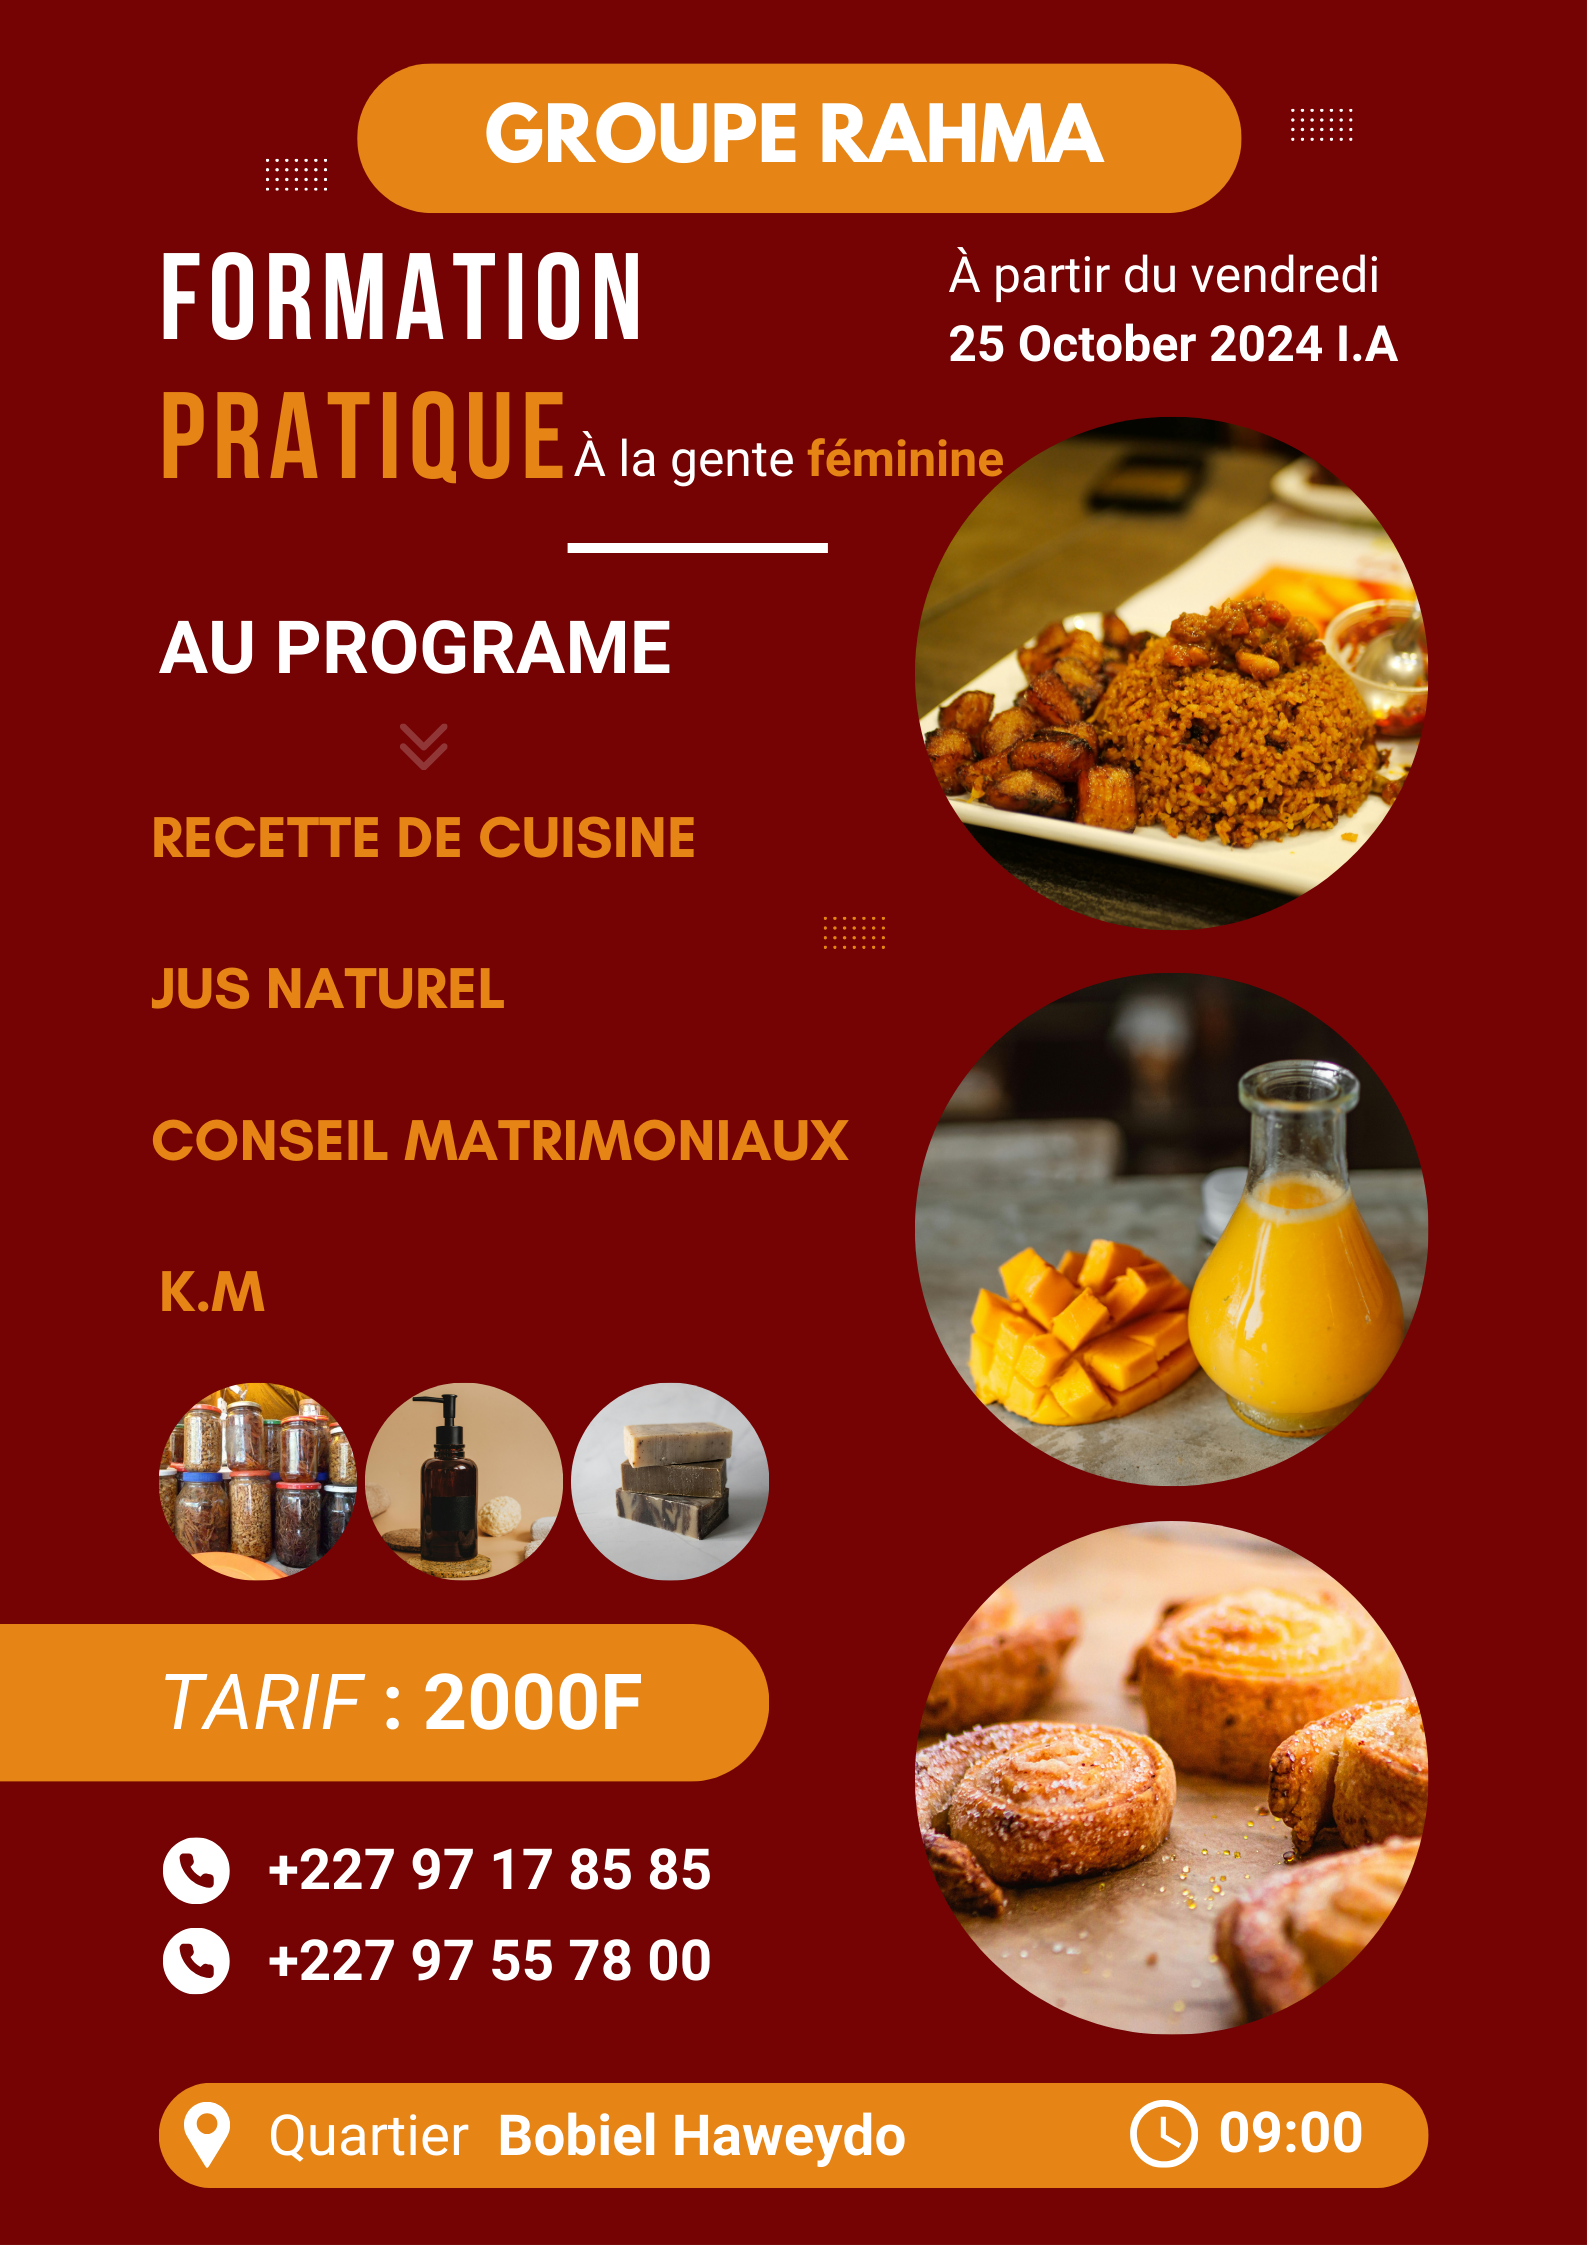 GROUPE RAHMA
FORMATION
PRATIQUE
À la gente féminine
À partir du vendredi
25 October 2024 I.A
AU PROGRAME
RECETTE DE CUISINE
JUS NATUREL
CONSEIL MATRIMONIAUX
K.M
TARIF : 2000F
+227 97 17 85 85
+227 97 55 78 00
Quartier Bobiel Haweydo
09:00